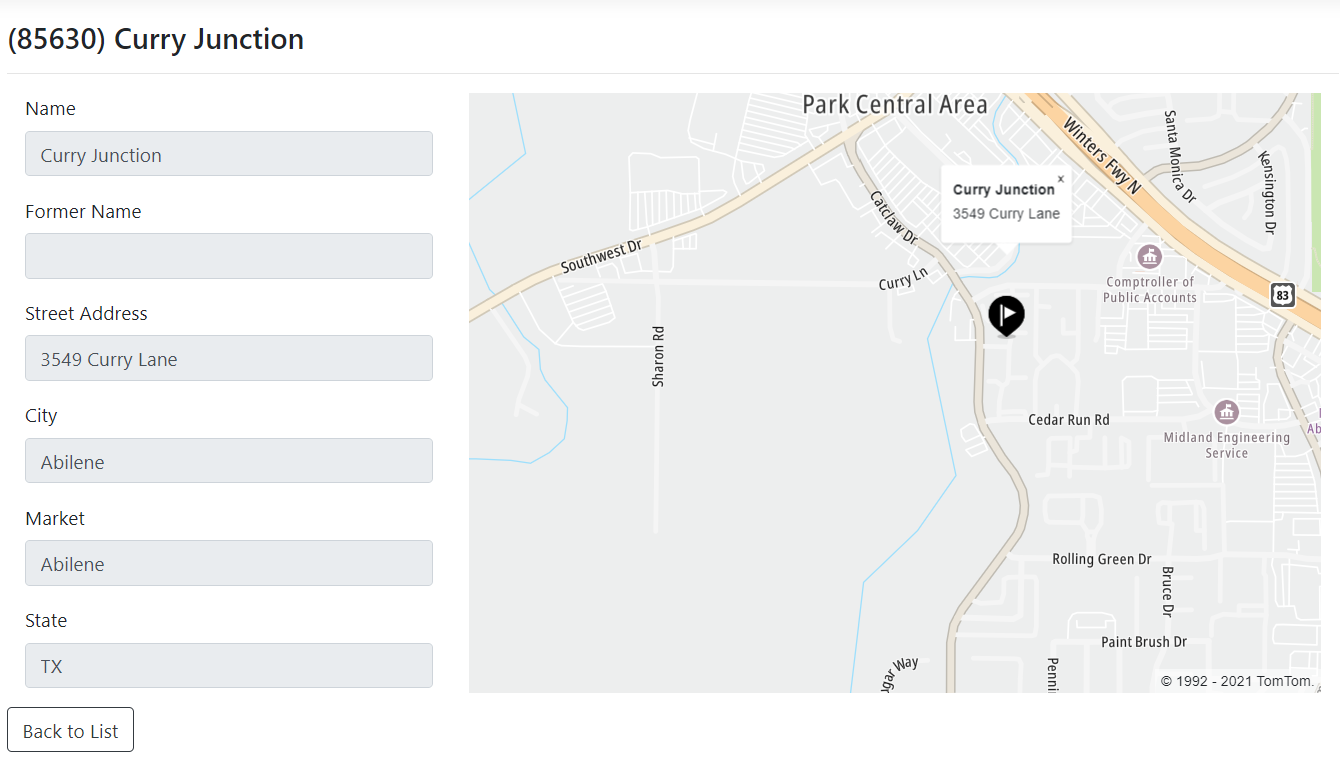 (85630) Curry Junction
Name
Curry Junction
Former Name
Street Address
3549 Curry Lane
City
Abilene
Market
Abilene
State
TX
Back to List
Park Central Area
Winters Fwy N
Santa Monica Dr
Kensington Dr
Curry Junction
x
3549 Curry Lane
Catclaw Dr
Southwest Dr
Curry Ln
Comptroller of
Public Accounts
83
Sharon Rd
Cedar Run Rd
Midland Engineering
Service
Ab
Rolling Green Dr
Bruce Dr
Paint Brush Dr
gar Way
Penni
© 1992 - 2021 TomTom.